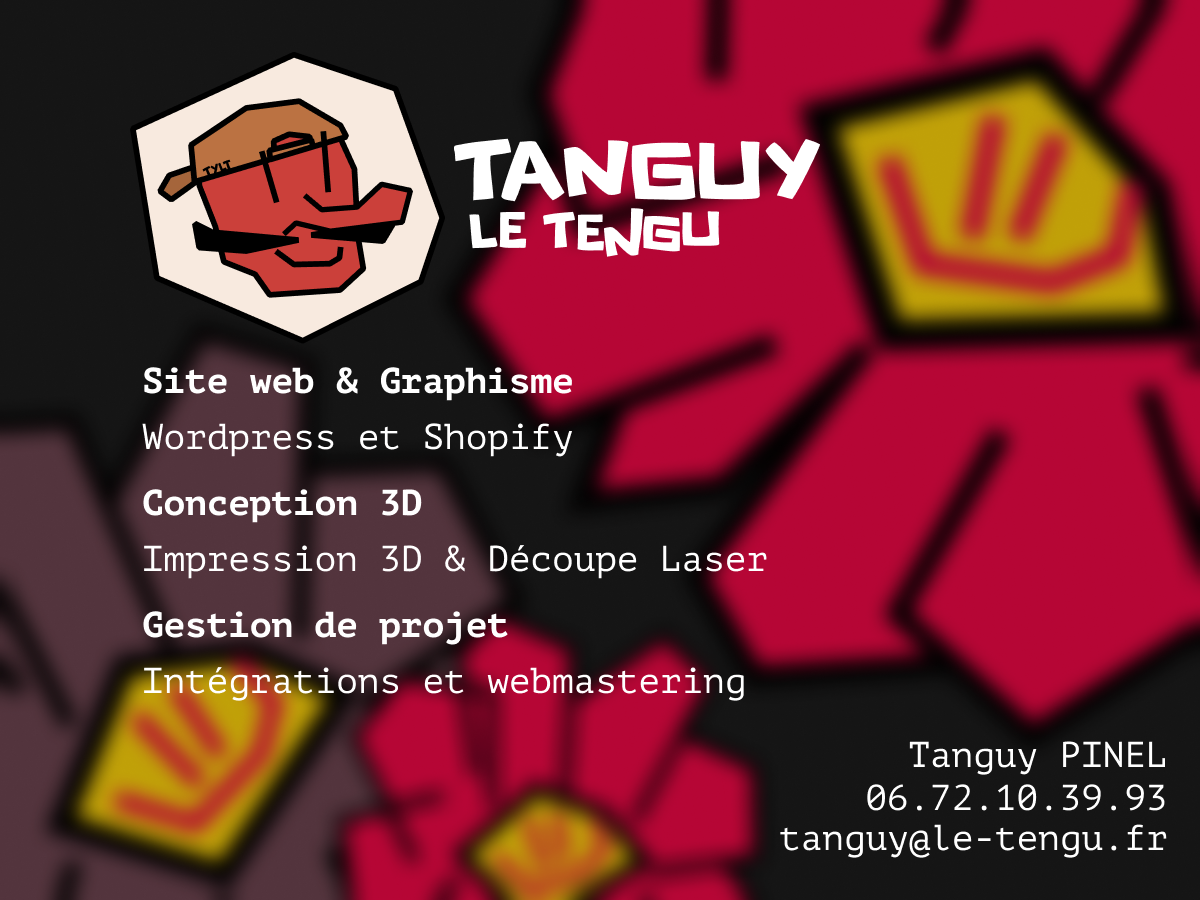 TYLT
TANGUY
LE TENGU
Site web & Graphisme
Wordpress et Shopify
Conception 3D
Impression 3D & Découpe Laser
Gestion de projet
Intégrations et webmastering
Tanguy PINEL
06.72.10.39.93
tanguy@le-tengu.fr